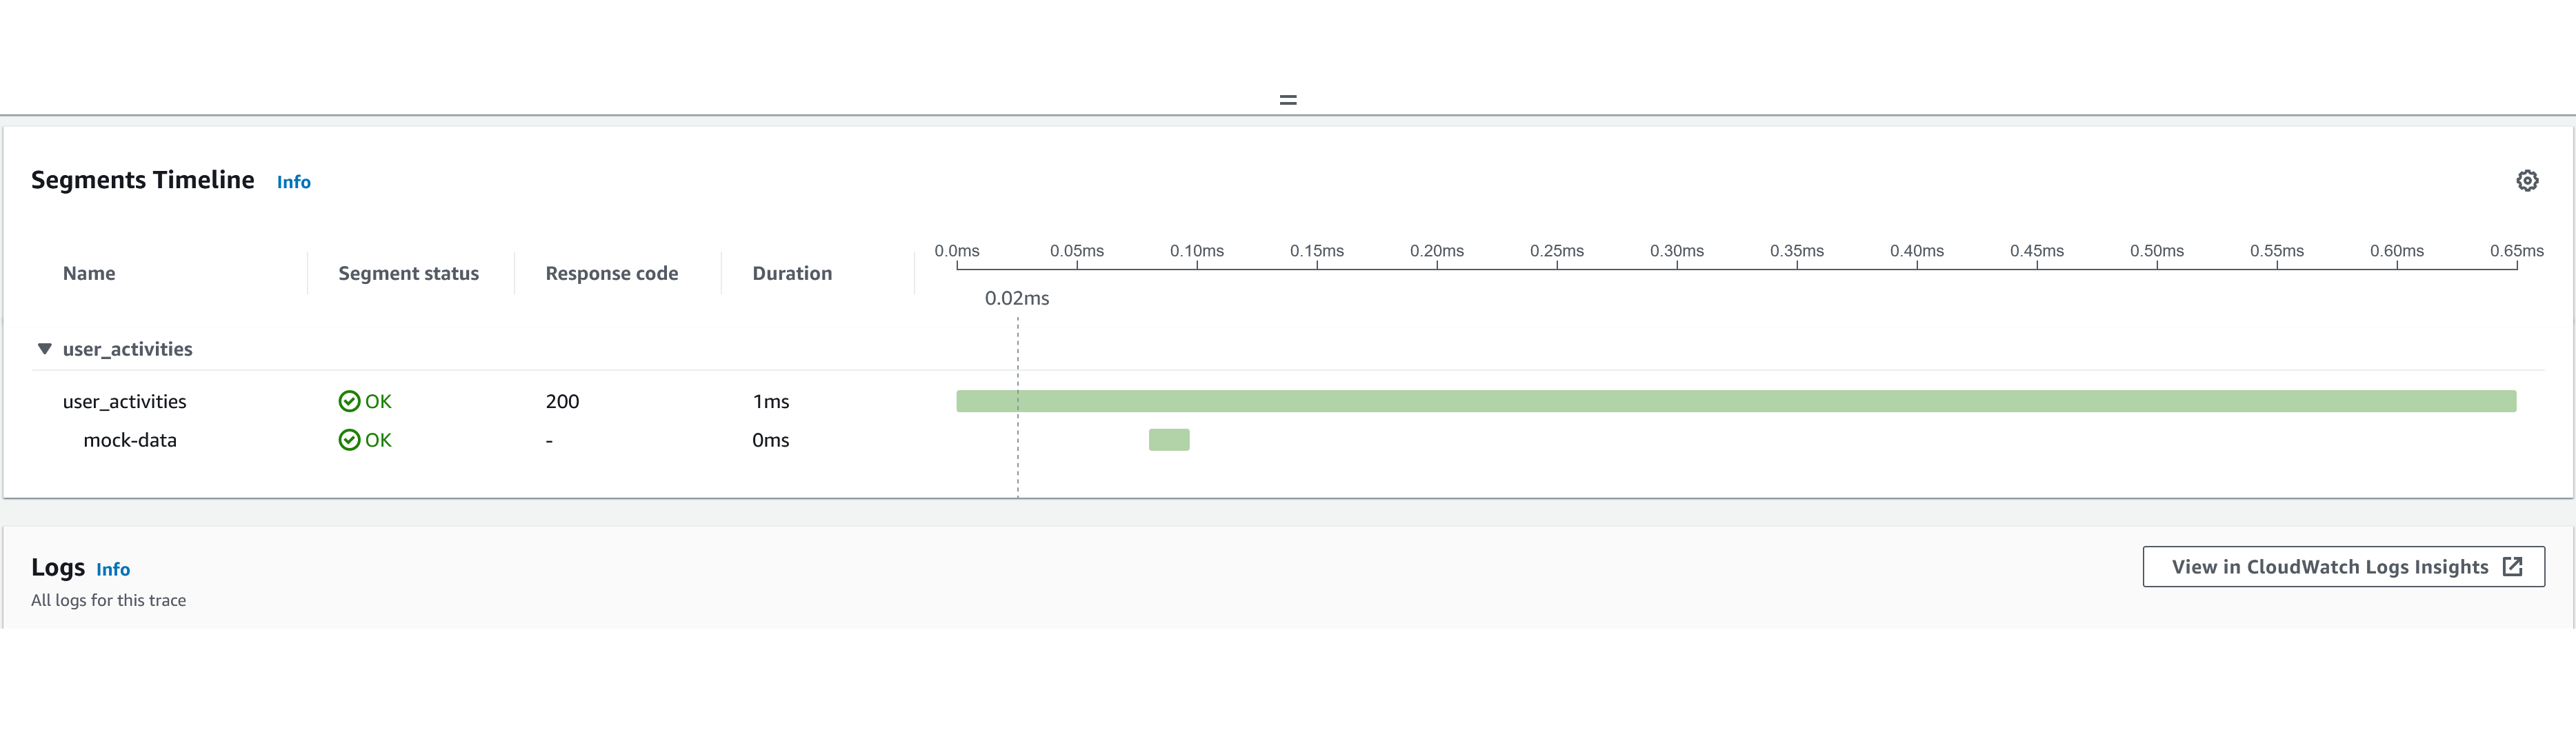 Segments Timeline Info
0.0ms 0.05ms 0.10ms 0.15ms 0.20ms 0.25ms 0.30ms 0.35ms 0.40ms 0.45ms 0.50ms 0.55ms 0.60ms 0.65ms
Name Segment status Response code Duration
0.02ms
user_activities
user_activities OK 200 1ms
mock-data OK - 0ms
Logs Info
View in CloudWatch Logs Insights
All logs for this trace